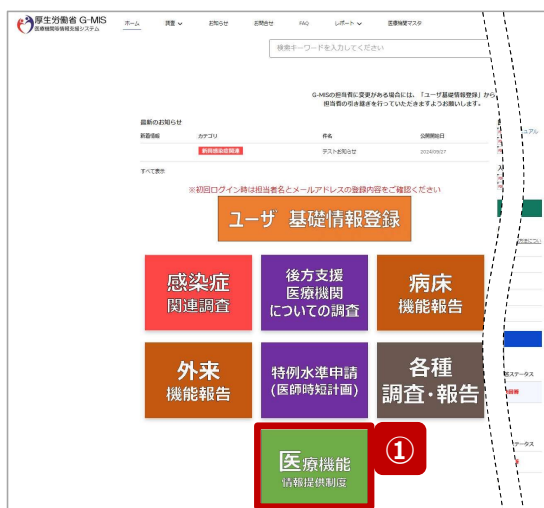 厚生労働省 G-MIS
医療機関等情報支援システム
ホーム 調査 お知らせ お問合せ FAQ レポート 医療機関マスタ
検索キーワードを入力してください
G-MISの担当者に変更がある場合には、「ユーザ基礎情報登録」から
担当者の引き継ぎを行っていただきますようお願いします。
最新のお知らせ
新着情報 カテゴリ 件名 公開開始日
新興感染症関連 テストお知らせ 2024/09/27
すべて表示
※初回ログイン時は担当者名とメールアドレスの登録内容をご確認ください
ユーザ 基礎情報登録
感染症
関連調査
後方支援
医療機関
についての調査
病床
機能報告
外来
機能報告
特例水準申請
(医師時短計画)
各種
調査・報告
医療機能
情報提供制度
①
ュアル
ステータス